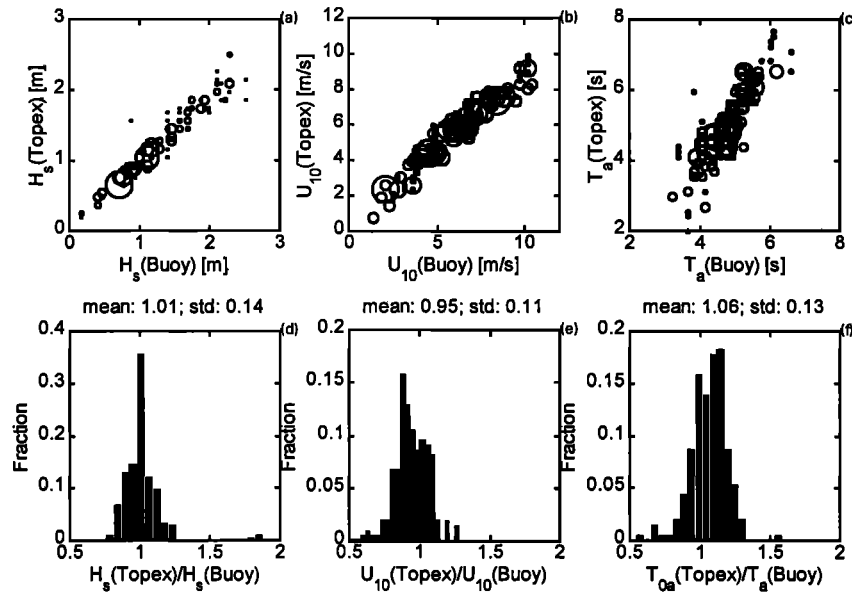 (a)
3
2
1
0
H_s(Topex) [m]
0 1 2 3
H_s(Buoy) [m]
(b)
12
10
8
6
4
2
0
U_10(Topex) [m/s]
0 5 10
U_10(Buoy) [m/s]
(c)
8
6
4
2
T_a(Topex) [s]
2 4 6 8
T_a(Buoy) [s]
mean: 1.01; std: 0.14
(d)
0.4
0.3
0.2
0.1
0
Fraction
0.5 1 1.5 2
H_s(Topex)/H_s(Buoy)
mean: 0.95; std: 0.11
(e)
0.2
0.15
0.1
0.05
0
Fraction
0.5 1 1.5 2
U_10(Topex)/U_10(Buoy)
mean: 1.06; std: 0.13
(f)
0.2
0.15
0.1
0.05
0
Fraction
0.5 1 1.5 2
T_0a(Topex)/T_a(Buoy)